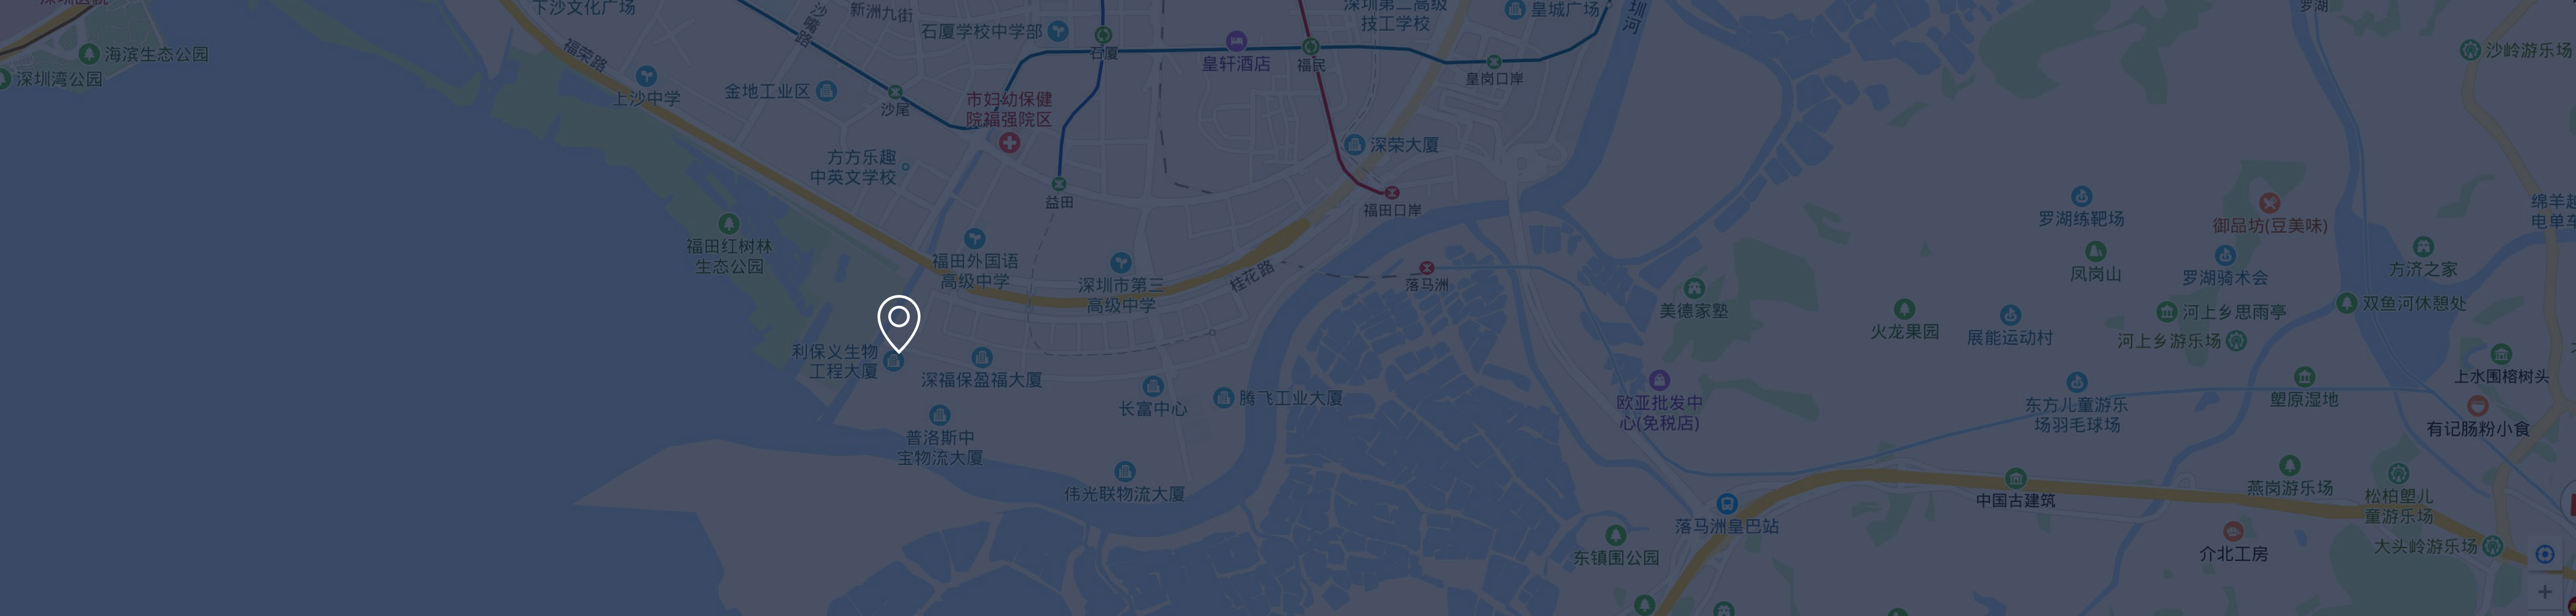 下沙文化广场
新洲九街
深圳第二高级
技工学校
皇城广场
圳河
罗湖
海滨生态公园
深圳湾公园
福荣路
沙嘴路
石厦学校中学部
石厦
皇轩酒店
福民
皇岗口岸
沙岭游乐场
上沙中学
金地工业区
沙尾
市妇幼保健
院福强院区
深荣大厦
方方乐趣
中英文学校
益田
福田口岸
罗湖练靶场
御品坊(豆美味)
福田红树林
生态公园
福田外国语
高级中学
深圳市第三
高级中学
桂花路
落马洲
美德家塾
凤岗山
罗湖骑术会
方济之家
火龙果园
展能运动村
河上乡思雨亭
双鱼河休憩处
河上乡游乐场
利保义生物
工程大厦
深福保盈福大厦
长富中心
腾飞工业大厦
欧亚批发中
心(免税店)
东方儿童游乐
场羽毛球场
塱原湿地
上水围榕树头
有记肠粉小食
普洛斯中
宝物流大厦
伟光联物流大厦
落马洲皇巴站
中国古建筑
燕岗游乐场
松柏塱儿
童游乐场
东镇围公园
介北工房
大头岭游乐场